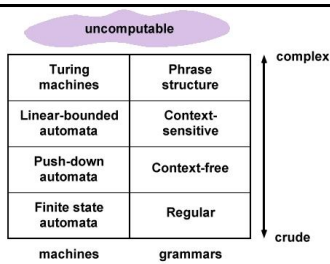 uncomputable
complex
Turing machines
Phrase structure
Linear-bounded automata
Context-sensitive
Push-down automata
Context-free
Finite state automata
Regular
crude
machines
grammars